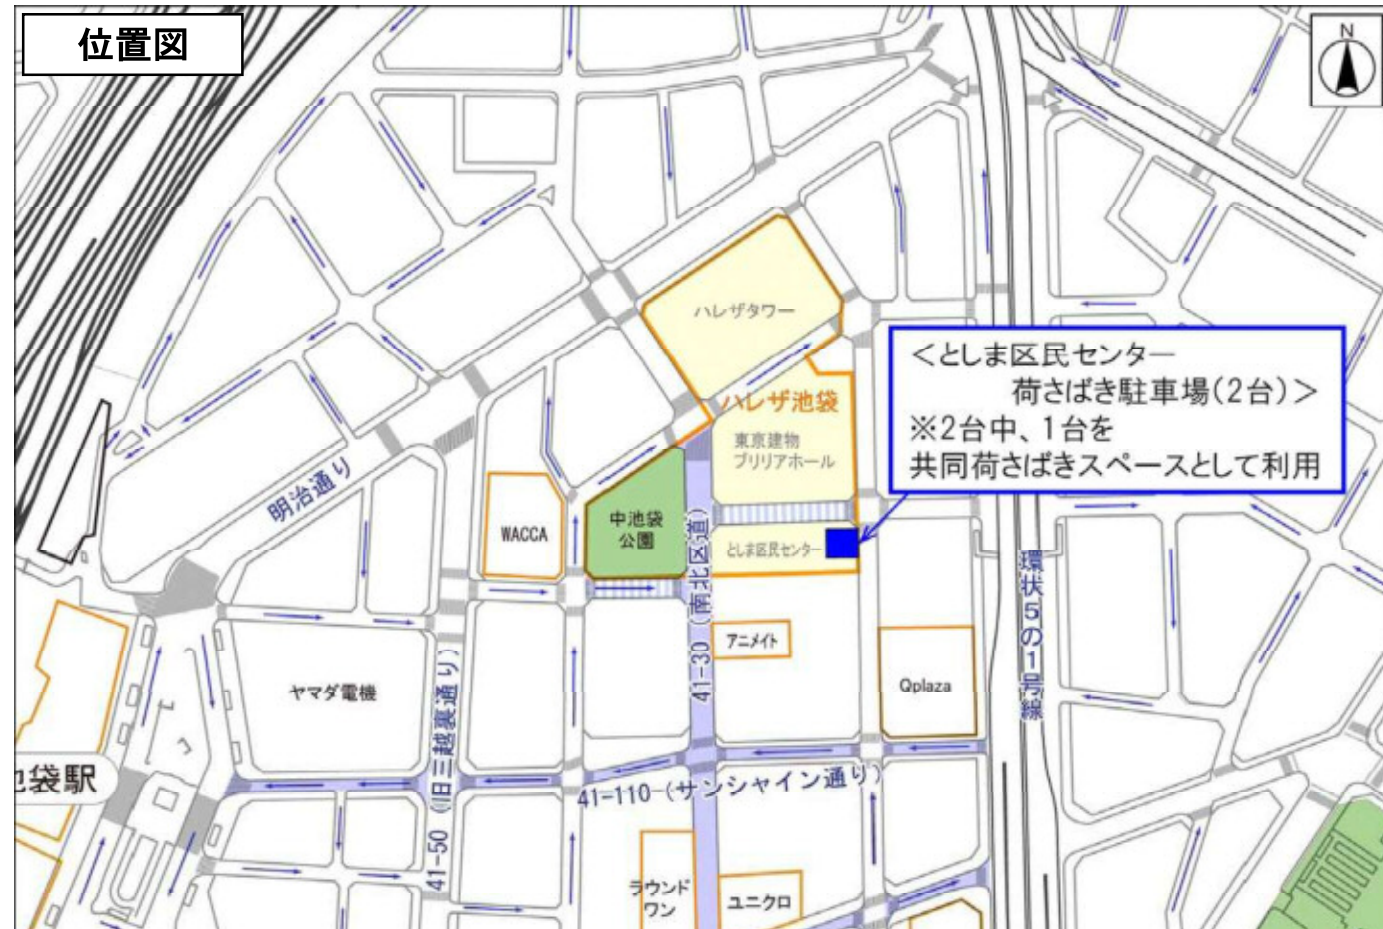 位置図
N
ハレザタワー
<としま区民センター
荷さばき駐車場(2台)>
※2台中、1台を
共同荷さばきスペースとして利用
ハレザ池袋
東京建物
ブリリアホール
明治通り
WACCA
中池袋
公園
としま区民センター
41-30(南北区道)
環状5の1号線
アニメイト
Qplaza
ヤマダ電機
41-50(旧三越裏通り)
袋駅
41-110(サンシャイン通り)
ラウンド
ワン
ユニクロ